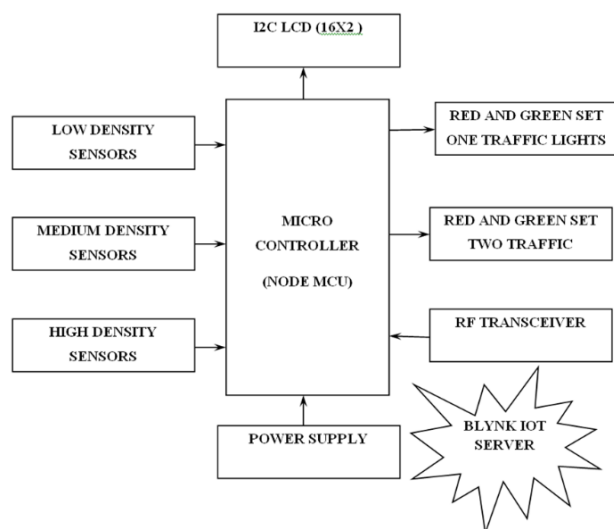 I2C LCD (16X2 )
LOW DENSITY
SENSORS
MEDIUM DENSITY
SENSORS
HIGH DENSITY
SENSORS
MICRO
CONTROLLER
(NODE MCU)
RED AND GREEN SET
ONE TRAFFIC LIGHTS
RED AND GREEN SET
TWO TRAFFIC
RF TRANSCEIVER
POWER SUPPLY
BLYNK IOT
SERVER